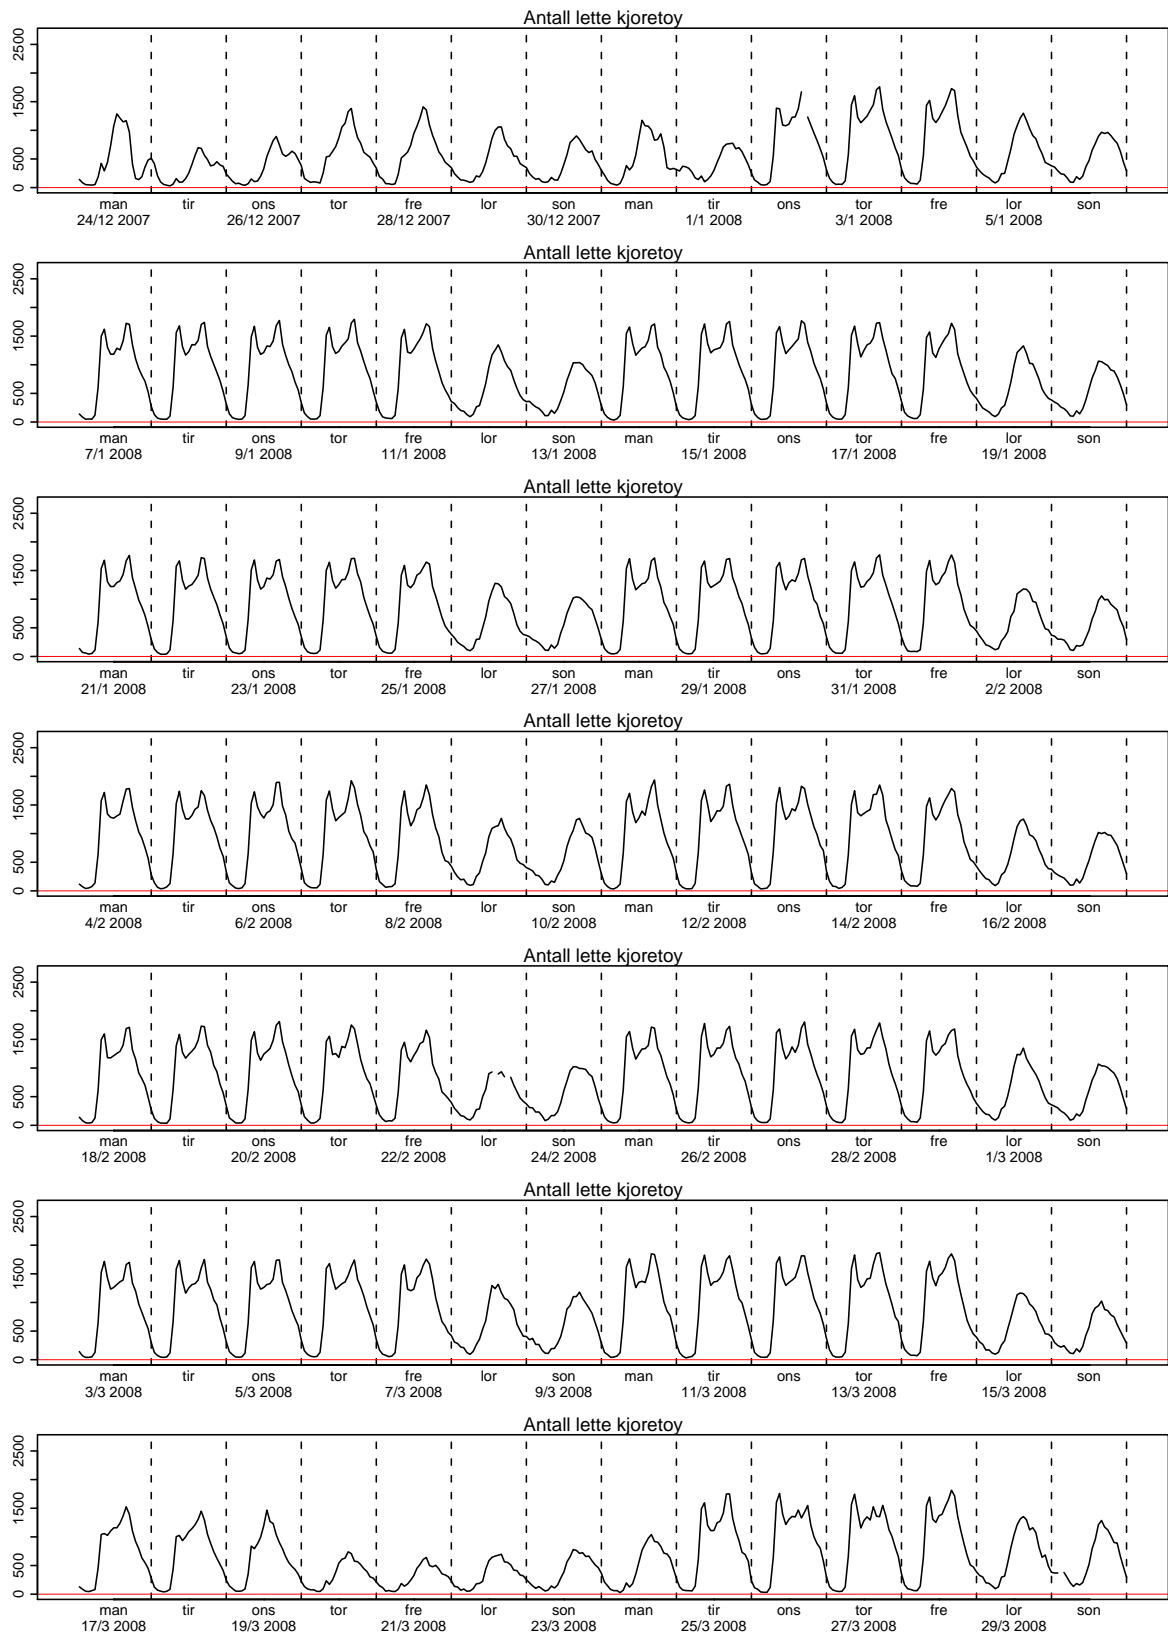 Antall lette kjoretoy
0 500 1500 2500
man tir ons tor fre lor son man tir ons tor fre lor son
24/12 2007 26/12 2007 28/12 2007 30/12 2007 1/1 2008 3/1 2008 5/1 2008
Antall lette kjoretoy
0 500 1500 2500
man tir ons tor fre lor son man tir ons tor fre lor son
7/1 2008 9/1 2008 11/1 2008 13/1 2008 15/1 2008 17/1 2008 19/1 2008
Antall lette kjoretoy
0 500 1500 2500
man tir ons tor fre lor son man tir ons tor fre lor son
21/1 2008 23/1 2008 25/1 2008 27/1 2008 29/1 2008 31/1 2008 2/2 2008
Antall lette kjoretoy
0 500 1500 2500
man tir ons tor fre lor son man tir ons tor fre lor son
4/2 2008 6/2 2008 8/2 2008 10/2 2008 12/2 2008 14/2 2008 16/2 2008
Antall lette kjoretoy
0 500 1500 2500
man tir ons tor fre lor son man tir ons tor fre lor son
18/2 2008 20/2 2008 22/2 2008 24/2 2008 26/2 2008 28/2 2008 1/3 2008
Antall lette kjoretoy
0 500 1500 2500
man tir ons tor fre lor son man tir ons tor fre lor son
3/3 2008 5/3 2008 7/3 2008 9/3 2008 11/3 2008 13/3 2008 15/3 2008
Antall lette kjoretoy
0 500 1500 2500
man tir ons tor fre lor son man tir ons tor fre lor son
17/3 2008 19/3 2008 21/3 2008 23/3 2008 25/3 2008 27/3 2008 29/3 2008